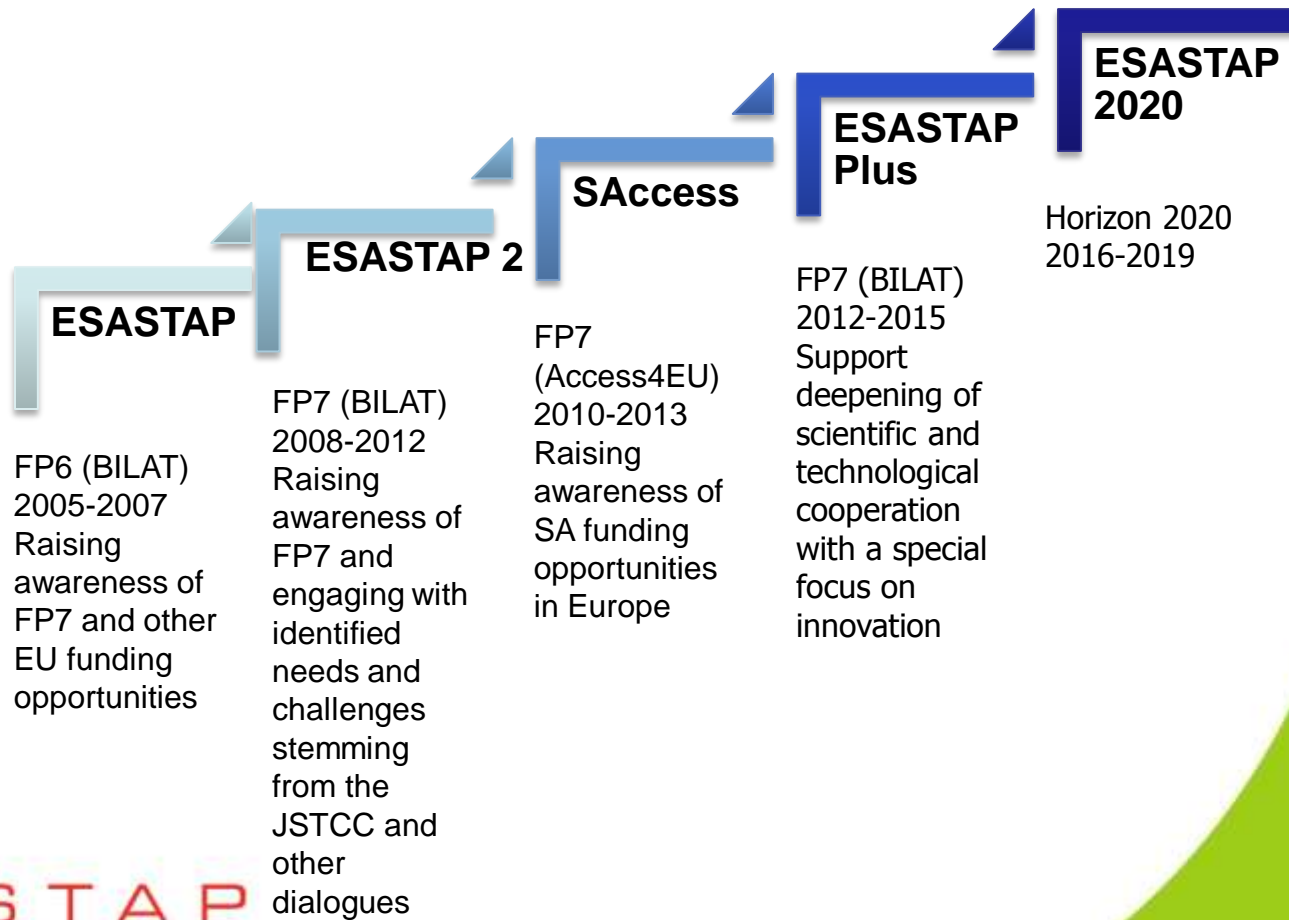 ESASTAP
FP6 (BILAT)
2005-2007
Raising
awareness of
FP7 and other
EU funding
opportunities
ESASTAP 2
FP7 (BILAT)
2008-2012
Raising
awareness of
FP7 and
engaging with
identified
needs and
challenges
stemming
from the
JSTCC and
other
dialogues
SAccess
FP7
(Access4EU)
2010-2013
Raising
awareness of
SA funding
opportunities
in Europe
ESASTAP
Plus
FP7 (BILAT)
2012-2015
Support
deepening of
scientific and
technological
cooperation
with a special
focus on
innovation
ESASTAP
2020
Horizon 2020
2016-2019
STAP